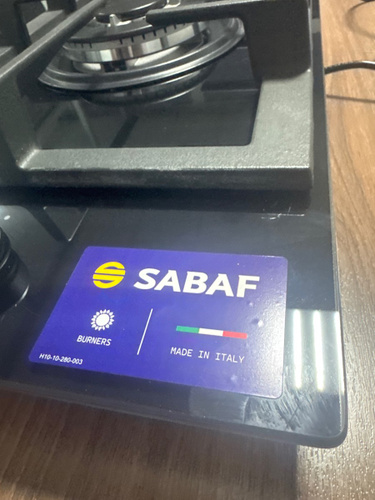 SABAF
BURNERS
MADE IN ITALY
H10-10-280-003